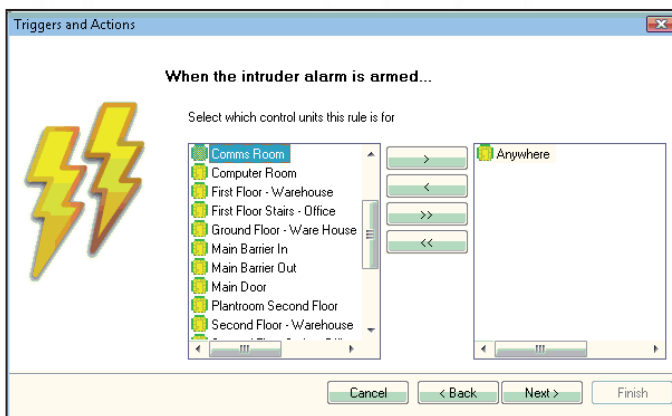 Triggers and Actions
When the intruder alarm is armed...
Select which control units this rule is for
Comms Room
Computer Room
First Floor - Warehouse
First Floor Stairs - Office
Ground Floor - Ware House
Main Barrier In
Main Barrier Out
Main Door
Plantroom Second Floor
Second Floor - Warehouse
>
<
>>
<<
Anywhere
Cancel
< Back
Next >
Finish